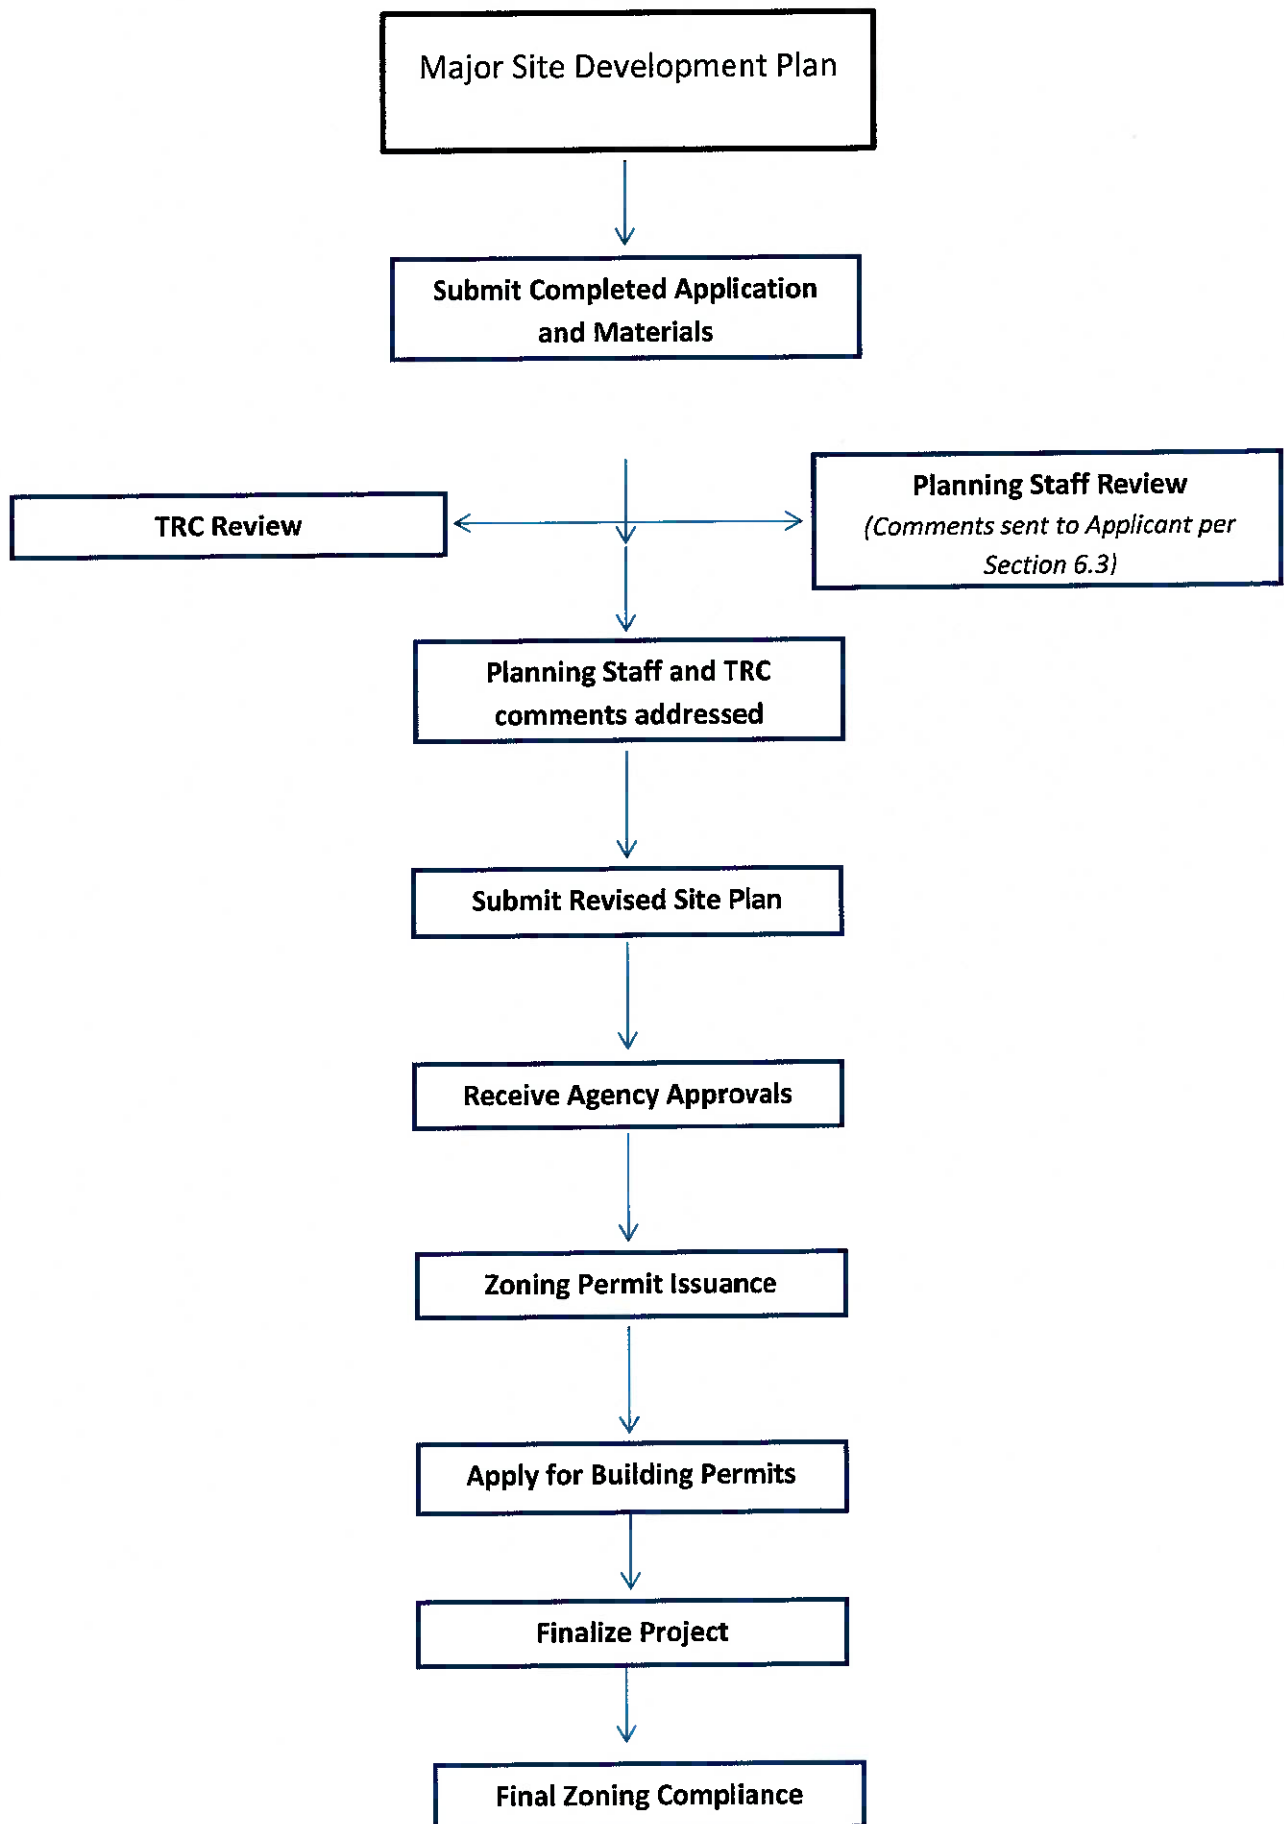 Major Site Development Plan
Submit Completed Application
and Materials
TRC Review
Planning Staff Review
(Comments sent to Applicant per
Section 6.3)
Planning Staff and TRC
comments addressed
Submit Revised Site Plan
Receive Agency Approvals
Zoning Permit Issuance
Apply for Building Permits
Finalize Project
Final Zoning Compliance